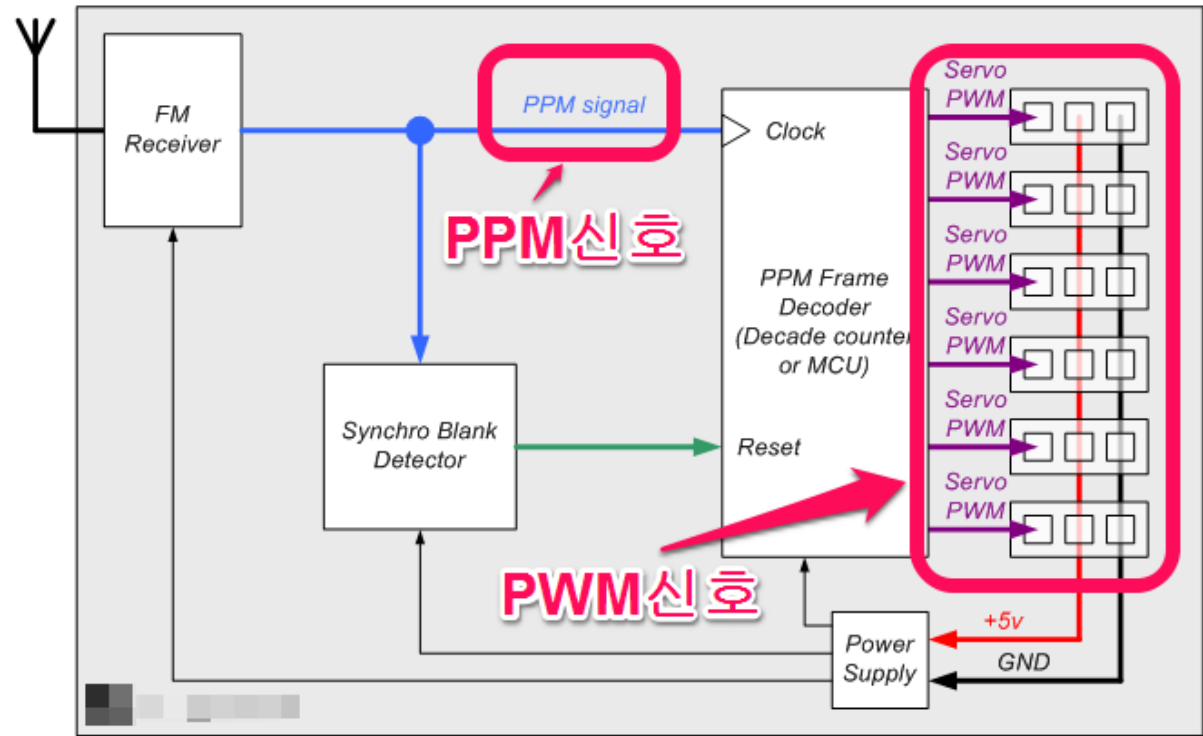 FM
Receiver
PPM signal
PPM신호
Clock
PPM Frame
Decoder
(Decade counter
or MCU)
Reset
Synchro Blank
Detector
PWM신호
Servo
PWM
Servo
PWM
Servo
PWM
Servo
PWM
Servo
PWM
Servo
PWM
+5v
GND
Power
Supply